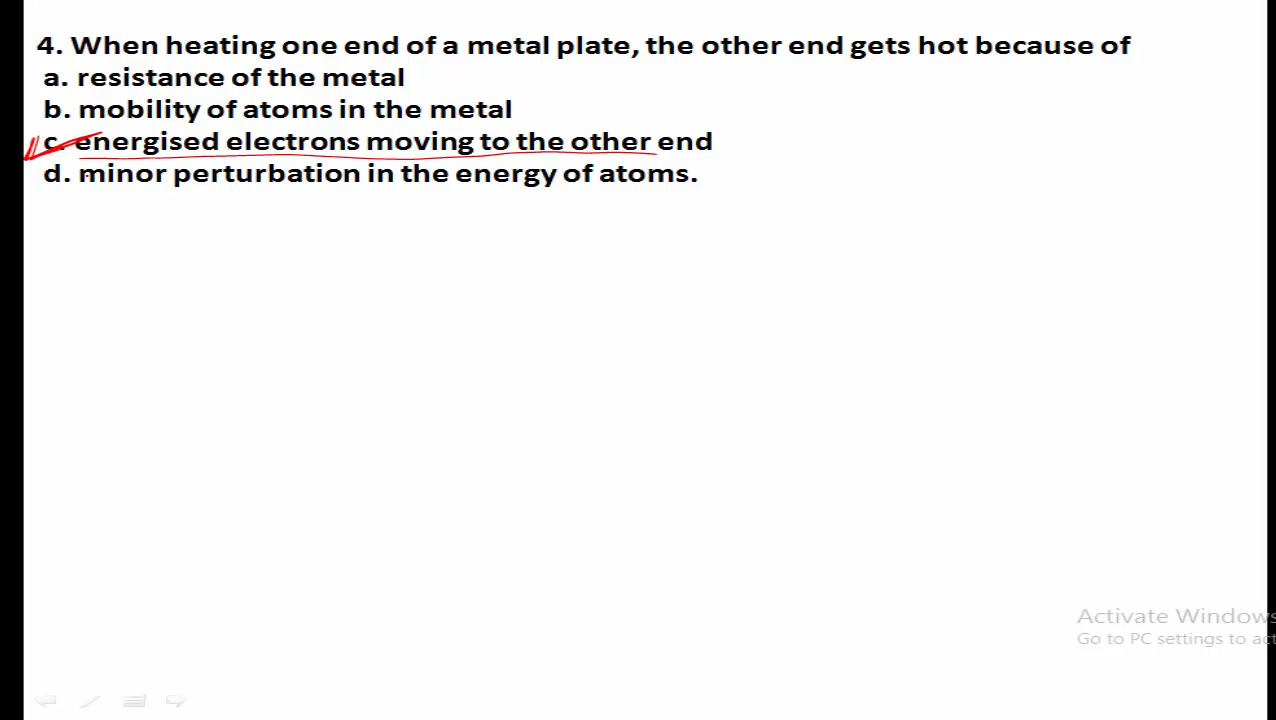 4. When heating one end of a metal plate, the other end gets hot because of
a. resistance of the metal
b. mobility of atoms in the metal
c. energised electrons moving to the other end
d. minor perturbation in the energy of atoms.
Activate Windows
Go to PC settings to act